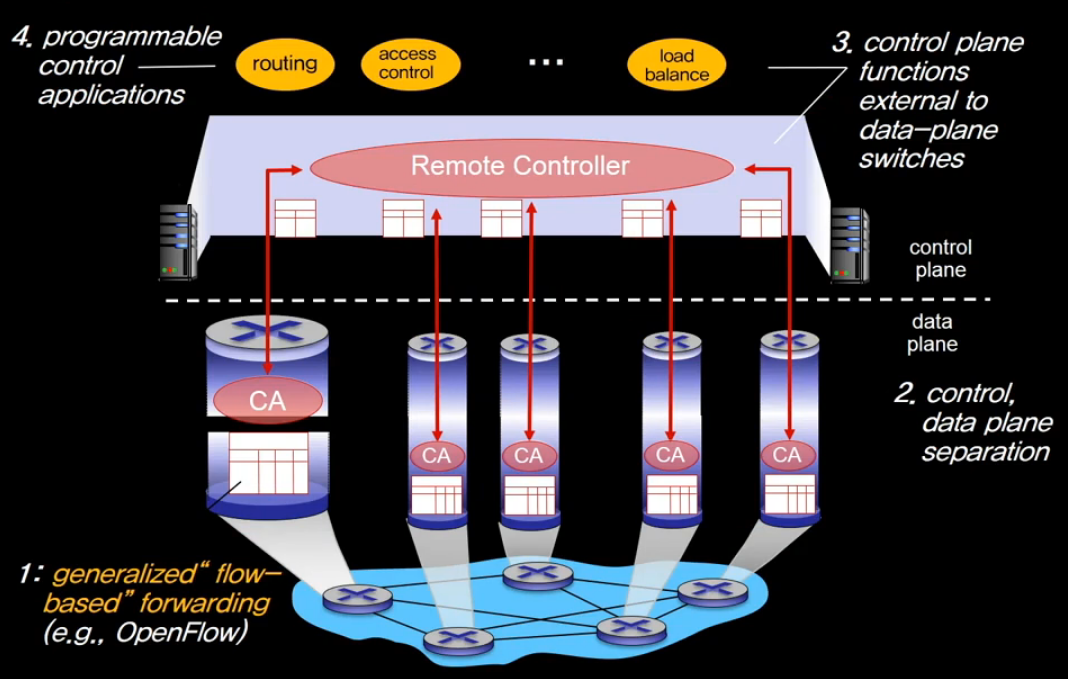 4. programmable
control
applications
routing
access
control
...
load
balance
3. control plane
functions
external to
data-plane
switches
Remote Controller
control
plane
data
plane
CA
CA
CA
CA
CA
2. control,
data plane
separation
1: generalized“ flow-
based” forwarding
(e.g., OpenFlow)